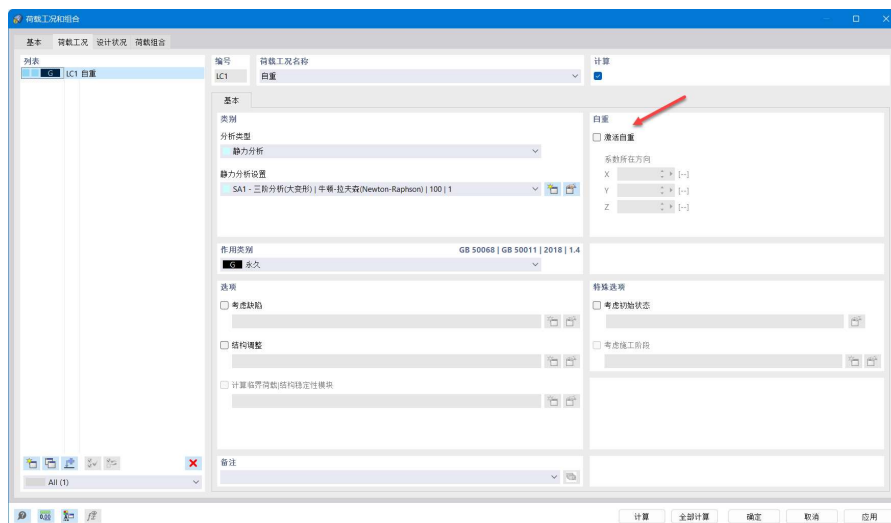 荷载工况和组合
基本 荷载工况 设计状况 荷载组合
列表
G LC1 自重
编号 荷载工况名称
LC1 自重
计算
基本
类别
分析类型
静力分析
静力分析设置
SA1 - 三阶分析(大变形) | 牛顿-拉夫森(Newton-Raphson) | 100 | 1
自重
激活自重
系数所在方向
X [--]
Y [--]
Z [--]
作用类别 GB 50068 | GB 50011 | 2018 | 1.4
G 永久
选项
考虑缺陷
结构调整
计算临界荷载|结构稳定性模块
特殊选项
考虑初始状态
考虑施工阶段
备注
All (1)
计算 全部计算 确定 取消 应用